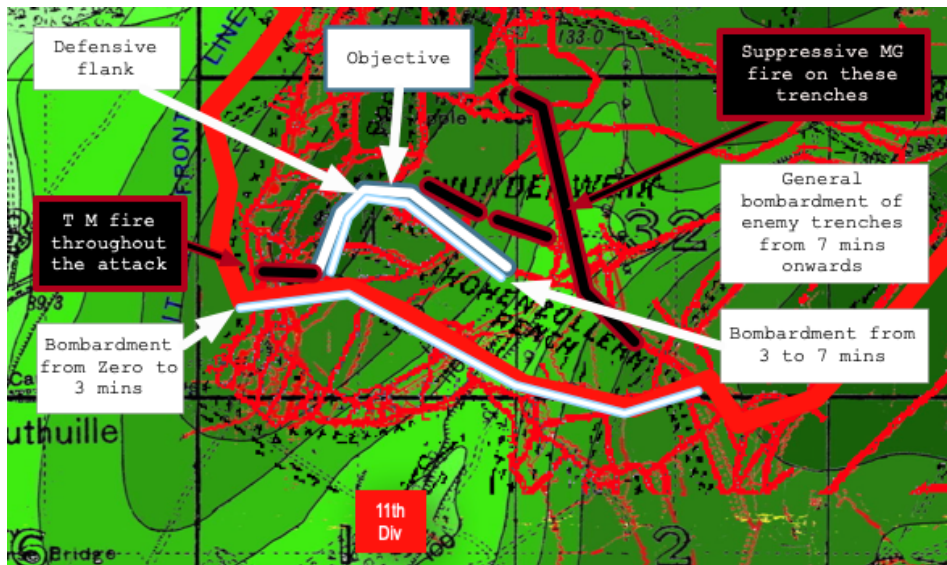 Defensive
flank
Objective
Suppressive MG
fire on these
trenches
133.0
LINE
FRONT
General
bombardment of
enemy trenches
from 7 mins
onwards
T M fire
throughout
the attack
32
HOHENZOLLERN
TRENCH
Bombardment
from Zero to
3 mins
Bombardment from
3 to 7 mins
uthuille
11th
Div
1
100
2
6
Bridge